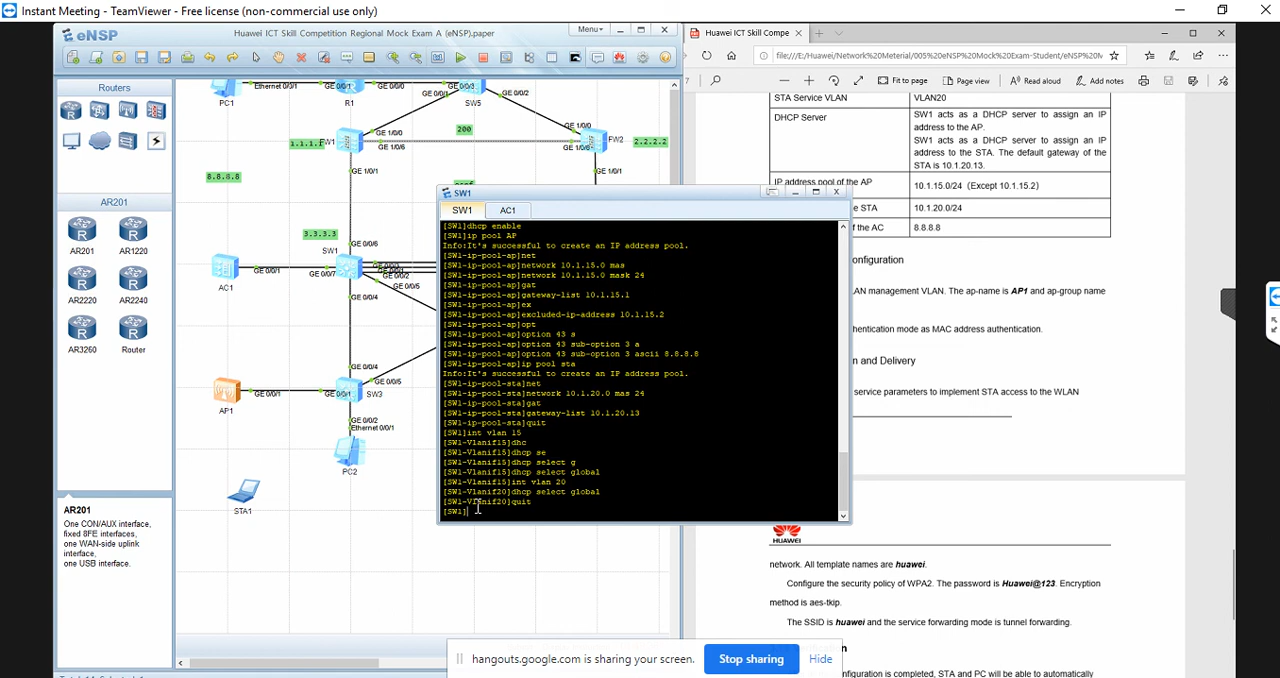 Instant Meeting - TeamViewer - Free license (non-commercial use only)
eNSP
Huawei ICT Skill Competition Regional Mock Exam A (eNSP).paper
Menu
Routers
AR201
AR201
AR1220
AR2220
AR2240
AR3260
Router
AR201
One CON/AUX interface,
fixed 8FE interfaces,
one WAN-side uplink
interface,
one USB interface.
PC1
Ethernet 0/0/1
GE 0/0/1
R1
GE 0/0/0
GE 0/0/3
SW5
GE 0/0/1
GE 0/0/2
1.1.1.
FW1
GE 1/0/0
200
GE 1/0/0
FW2
2.2.2.2
GE 1/0/6
GE 1/0/6
GE 1/0/1
GE 1/0/1
8.8.8.8
3.3.3.3
GE 0/0/6
SW1
AC1
GE 0/0/1
GE 0/0/7
GE 0/0/2
GE 0/0/5
GE 0/0/4
GE 0/0/4
GE 0/0/5
AP1
GE 0/0/0
GE 0/0/1
SW3
GE 0/0/2
Ethernet 0/0/1
PC2
STA1
SW1
SW1
AC1
[SW1]dhcp enable
[SW1]ip pool AP
Info:It's successful to create an IP address pool.
[SW1-ip-pool-ap]net
[SW1-ip-pool-ap]network 10.1.15.0 mas
[SW1-ip-pool-ap]network 10.1.15.0 mask 24
[SW1-ip-pool-ap]gat
[SW1-ip-pool-ap]gateway-list 10.1.15.1
[SW1-ip-pool-ap]ex
[SW1-ip-pool-ap]excluded-ip-address 10.1.15.2
[SW1-ip-pool-ap]opt
[SW1-ip-pool-ap]option 43 s
[SW1-ip-pool-ap]option 43 sub-option 3 a
[SW1-ip-pool-ap]option 43 sub-option 3 ascii 8.8.8.8
[SW1-ip-pool-ap]ip pool sta
Info:It's successful to create an IP address pool.
[SW1-ip-pool-sta]net
[SW1-ip-pool-sta]network 10.1.20.0 mas 24
[SW1-ip-pool-sta]gat
[SW1-ip-pool-sta]gateway-list 10.1.20.13
[SW1-ip-pool-sta]quit
[SW1]int vlan 15
[SW1-Vlanif15]dhc
[SW1-Vlanif15]dhcp se
[SW1-Vlanif15]dhcp select g
[SW1-Vlanif15]dhcp select global
[SW1-Vlanif15]int vlan 20
[SW1-Vlanif20]dhcp select global
[SW1-Vlanif20]quit
[SW1]
Huawei ICT Skill Compe
file:///E:/Huawei/Network%20Meterial/005%20eNSP%20Mock%20Exam-Student/eNSP%20M
7
Fit to page
Page view
Read aloud
Add notes
STA Service VLAN
VLAN20
DHCP Server
SW1 acts as a DHCP server to assign an IP
address to the AP.
SW1 acts as a DHCP server to assign an IP
address to the STA. The default gateway of the
STA is 10.1.20.13.
IP address pool of the AP
10.1.15.0/24 (Except 10.1.15.2)
e STA
10.1.20.0/24
of the AC
8.8.8.8
onfiguration
LAN management VLAN. The ap-name is AP1 and ap-group name
hentication mode as MAC address authentication.
on and Delivery
service parameters to implement STA access to the WLAN
HUAWEI
network. All template names are huawei.
Configure the security policy of WPA2. The password is Huawei@123. Encryption
method is aes-tkip.
The SSID is huawei and the service forwarding mode is tunnel forwarding.
nfiguration is completed, STA and PC will be able to automatically
hangouts.google.com is sharing your screen.
Stop sharing
Hide